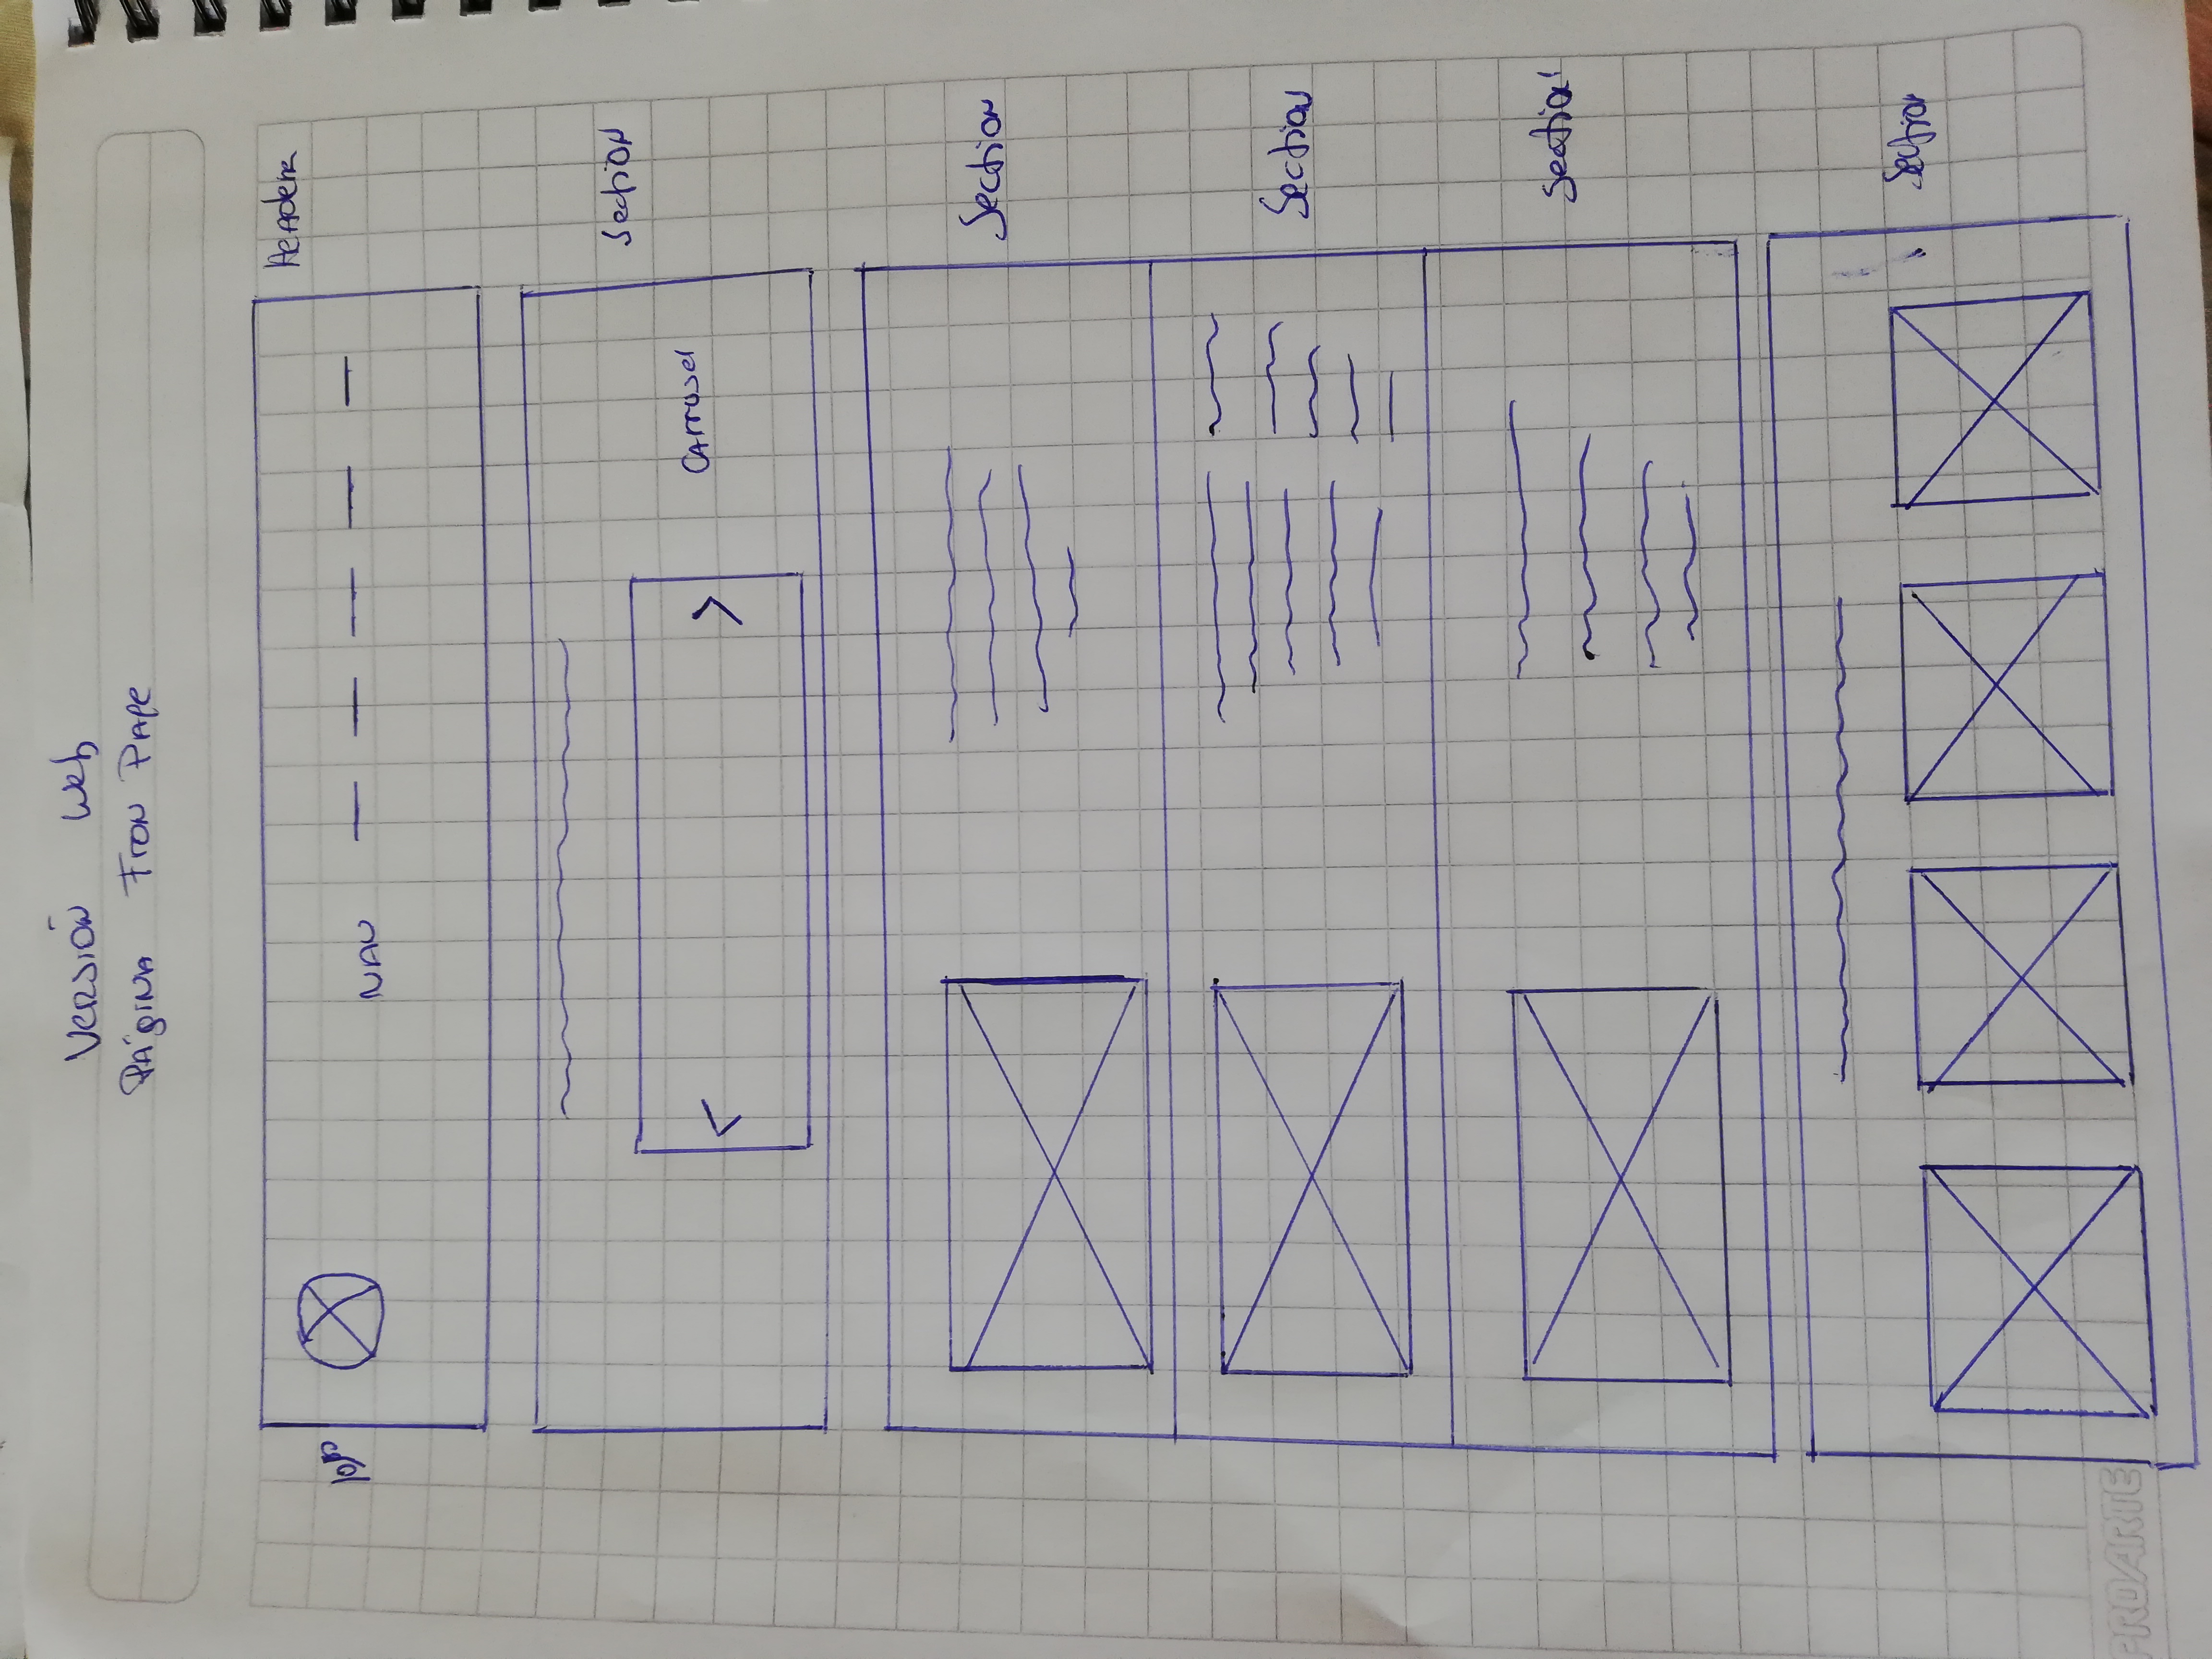 Versión Web
Página Fron Page
Header
logo
NAV
Section
Carrusel
Section
Section
Section
Section
PROARTE